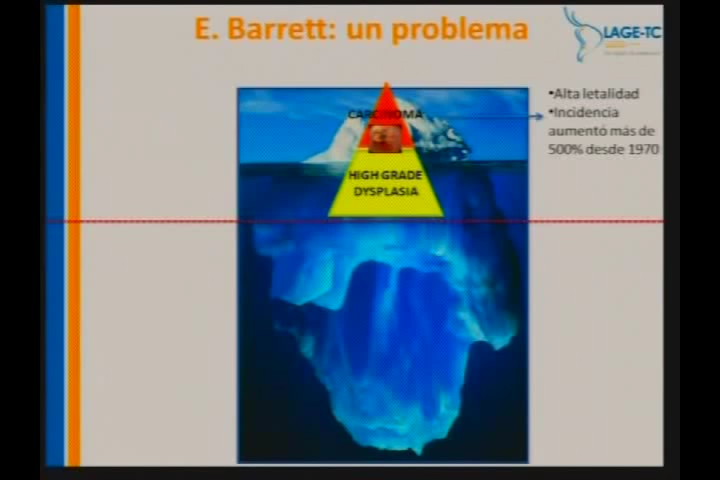 E. Barrett: un problema
LAGE-TC
•Alta letalidad
•Incidencia
aumentó más de
500% desde 1970
CARCINOMA
HIGH GRADE
DYSPLASIA